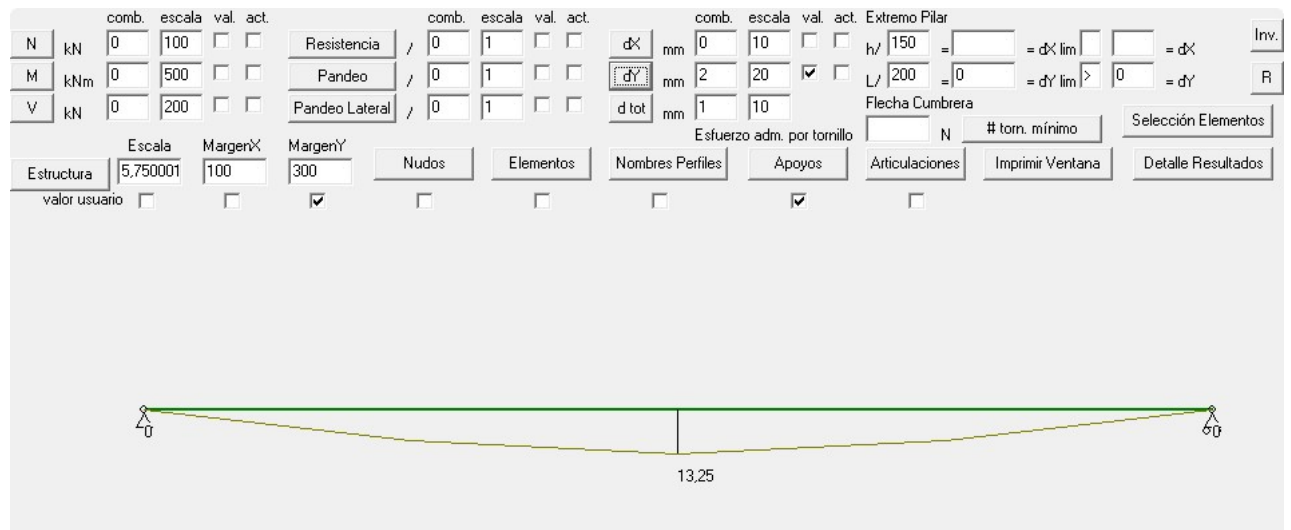 comb. escala val. act. comb. escala val. act. comb. escala val. act. Extremo Pilar
N kN 0 100 Resistencia / 0 1 dX mm 0 10 h/ 150 = = dX lim = dX Inv.
M kNm 0 500 Pandeo / 0 1 dY mm 2 20 L/ 200 = 0 = dY lim > 0 = dY R
V kN 0 200 Pandeo Lateral / 0 1 d tot mm 1 10 Flecha Cumbrera
Esfuerzo adm. por tornillo N # torn. mínimo Selección Elementos
Escala MargenX MargenY
Estructura 5,750001 100 300 Nudos Elementos Nombres Perfiles Apoyos Articulaciones Imprimir Ventana Detalle Resultados
valor usuario
0 0
13,25